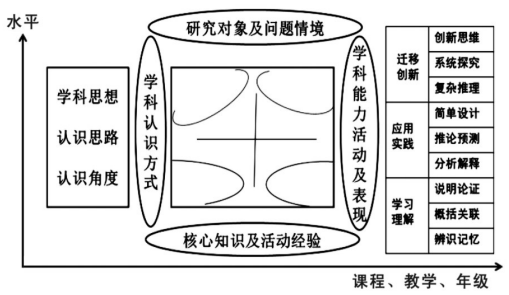 水平
研究对象及问题情境
学科思想
认识思路
认识角度
学科认识方式
学科能力活动及表现
核心知识及活动经验
迁移
创新
创新思维
系统探究
复杂推理
应用
实践
简单设计
推论预测
分析解释
学习
理解
说明论证
概括关联
辨识记忆
课程、教学、年级